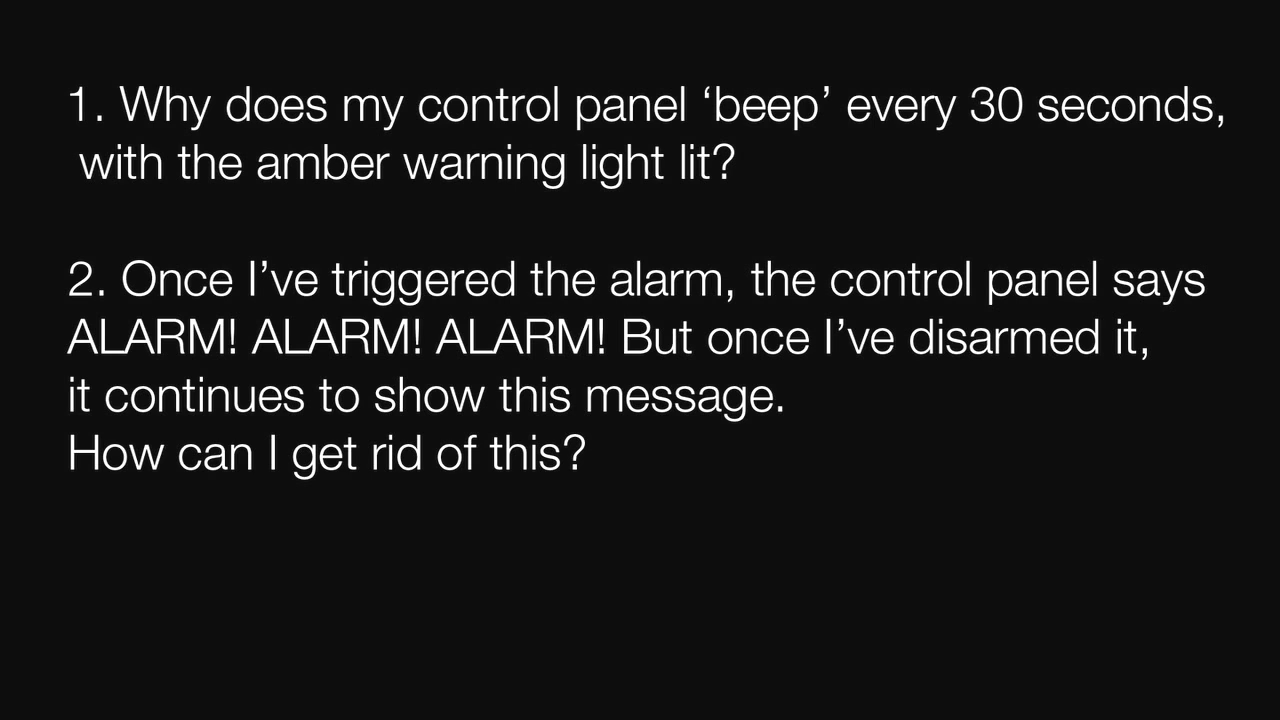 1. Why does my control panel ‘beep’ every 30 seconds,
with the amber warning light lit?
2. Once I’ve triggered the alarm, the control panel says
ALARM! ALARM! ALARM! But once I’ve disarmed it,
it continues to show this message.
How can I get rid of this?